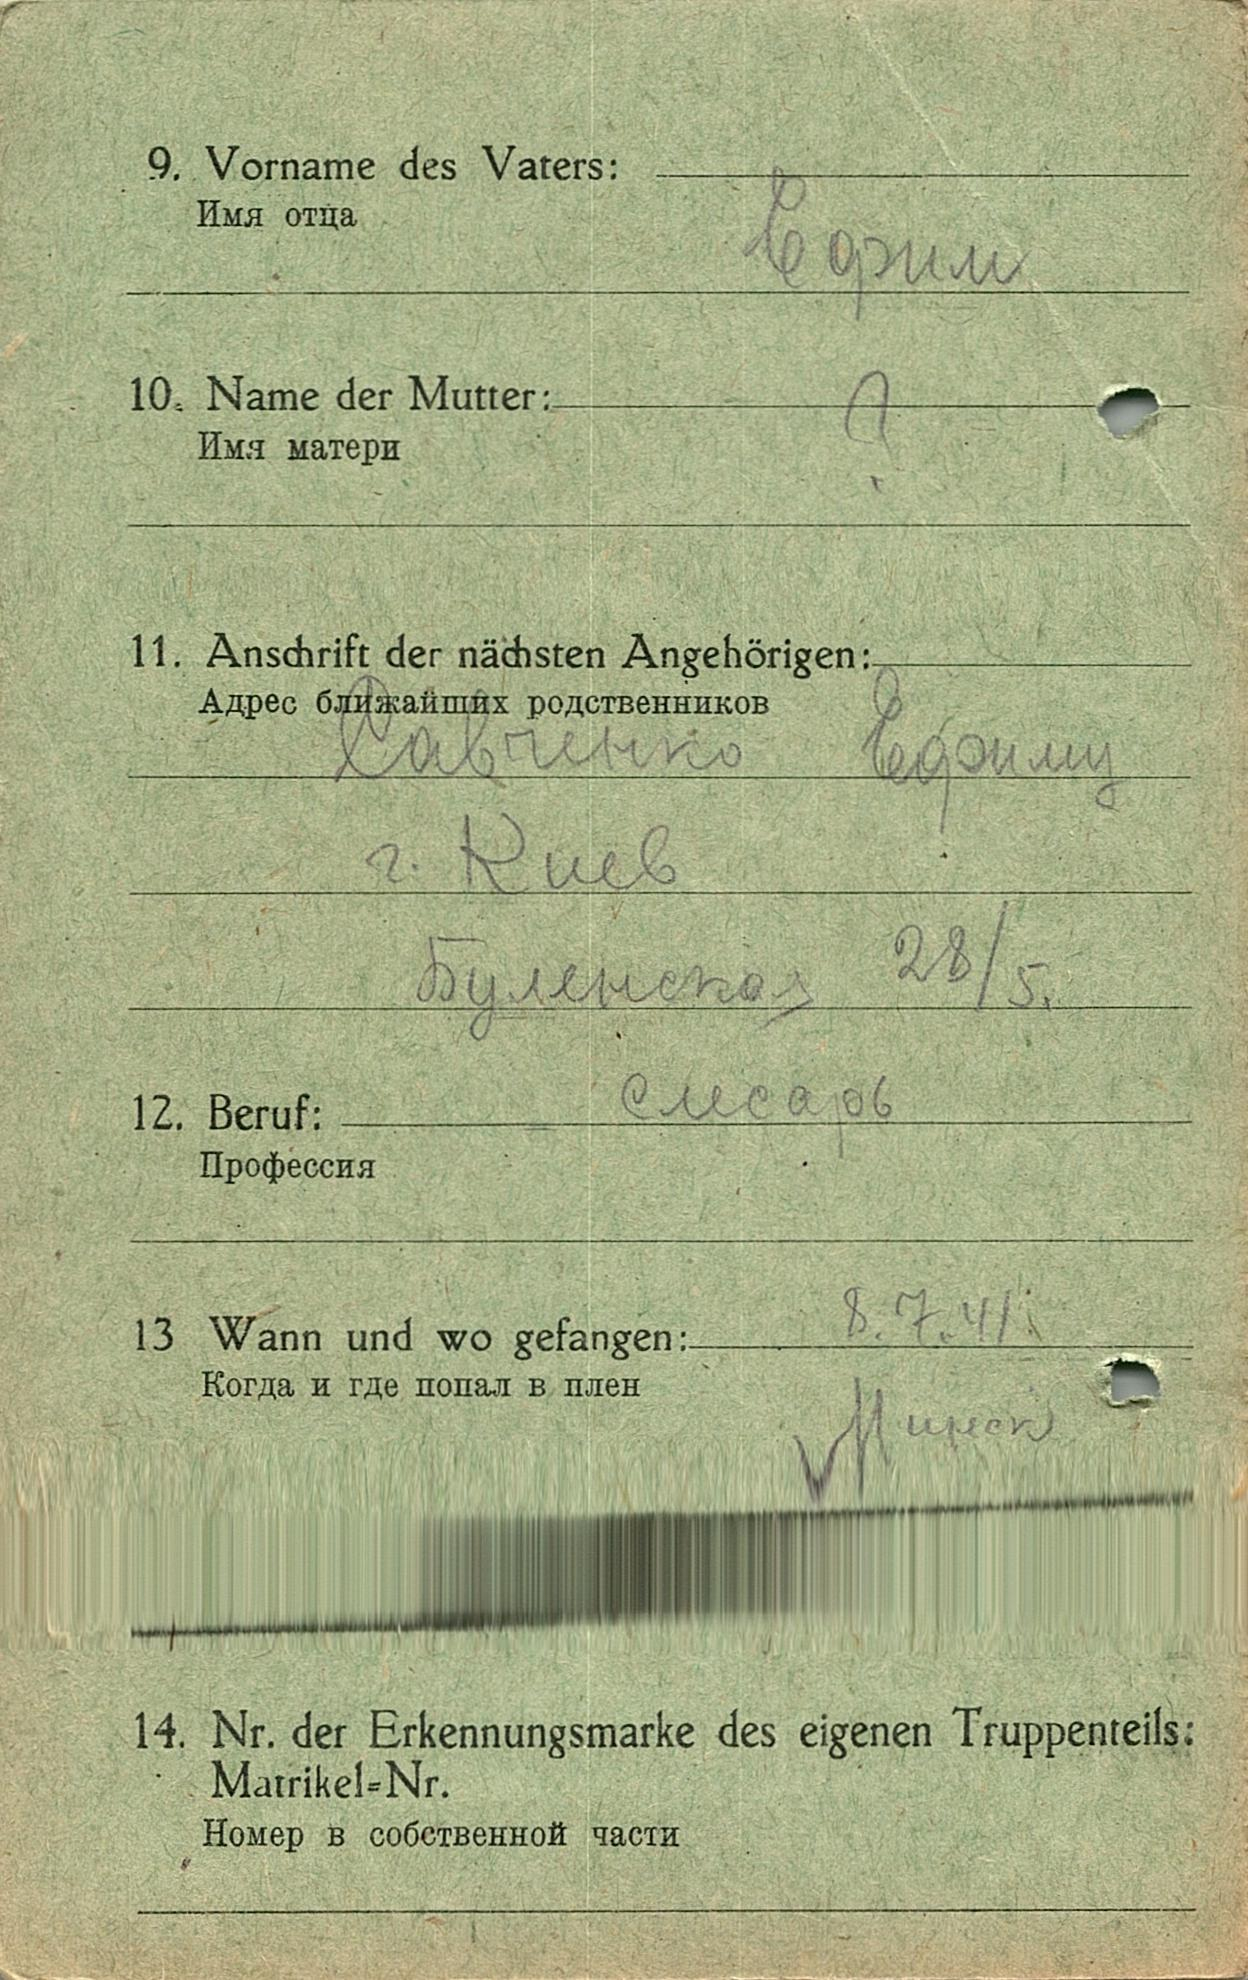 9. Vorname des Vaters:
Имя отца
Ефим
10. Name der Mutter: ?
Имя матери
11. Anschrift der nächsten Angehörigen:
Адрес ближайших родственников
Савченко Ефиму
г. Киев
Буленская 28/5.
12. Beruf: слесарь
Профессия
13 Wann und wo gefangen: 8.7.41
Когда и где попал в плен
Минск
14. Nr. der Erkennungsmarke des eigenen Truppenteils:
Matrikel=Nr.
Номер в собственной части